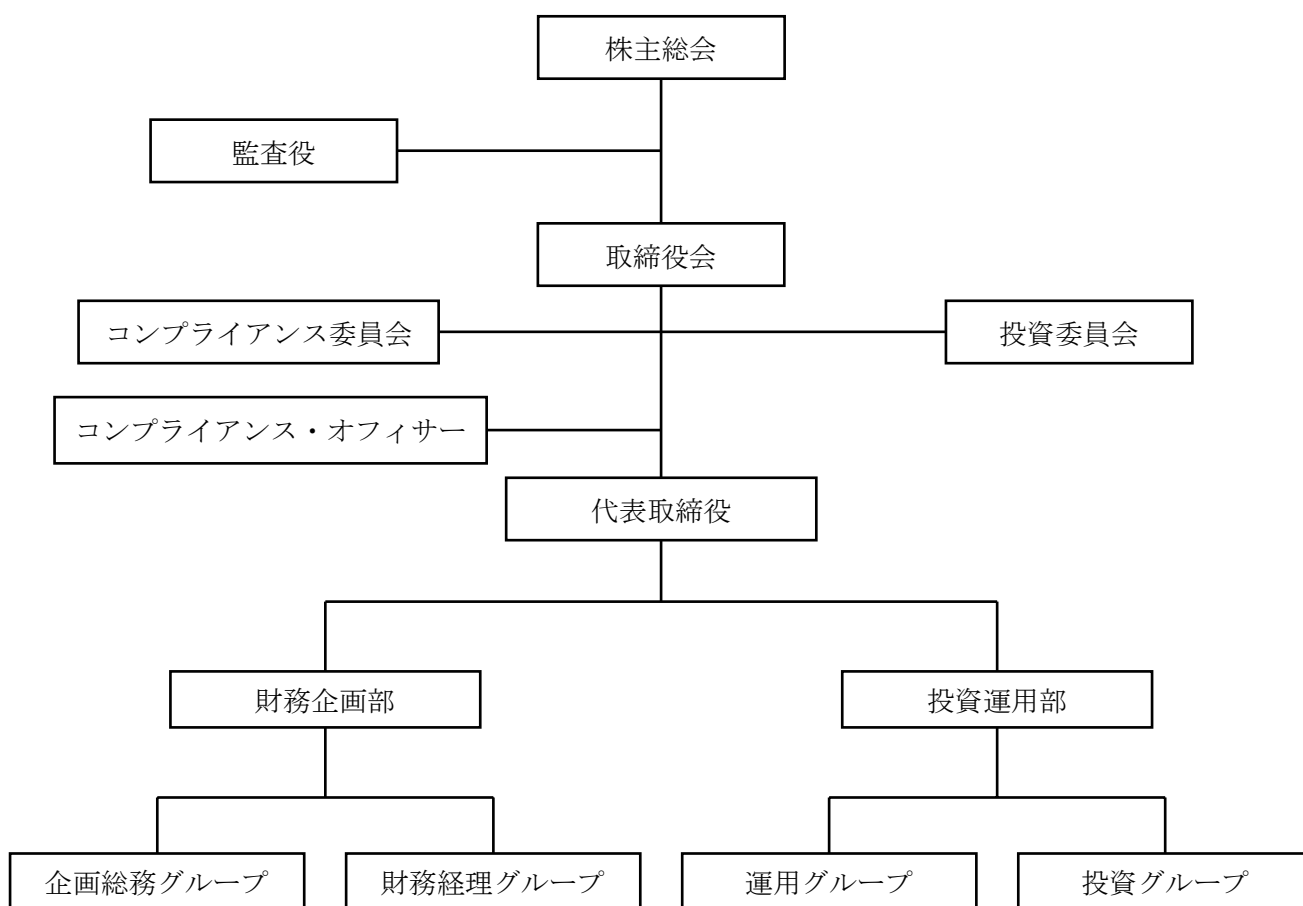 株主総会
監査役
取締役会
コンプライアンス委員会
投資委員会
コンプライアンス・オフィサー
代表取締役
財務企画部
投資運用部
企画総務グループ
財務経理グループ
運用グループ
投資グループ